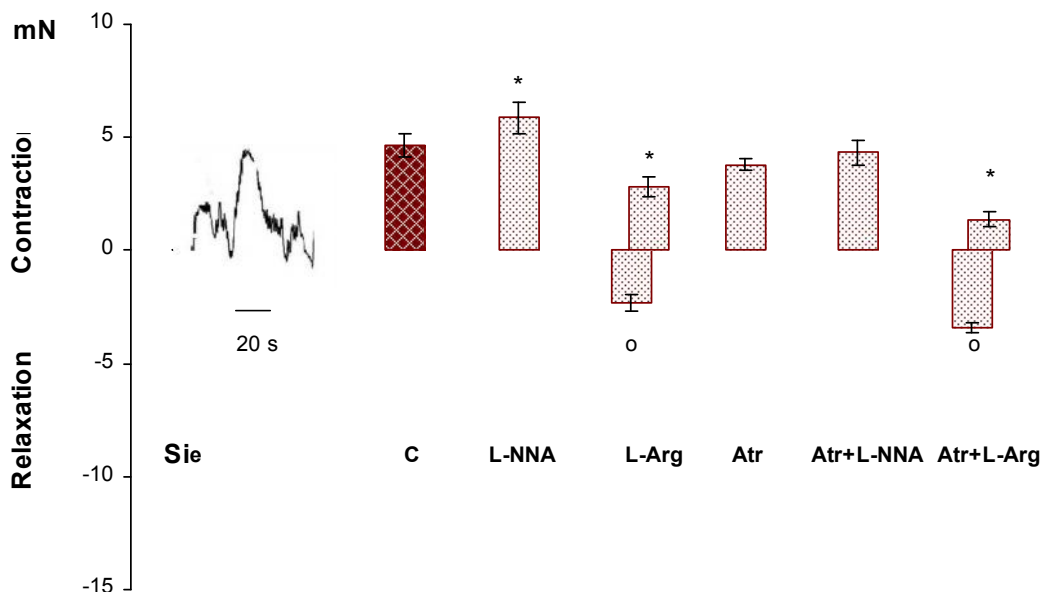 mN
10
5
0
-5
-10
-15
Contractio
Relaxation
20 s
*
*
*
o
o
Sie
C
L-NNA
L-Arg
Atr
Atr+L-NNA
Atr+L-Arg